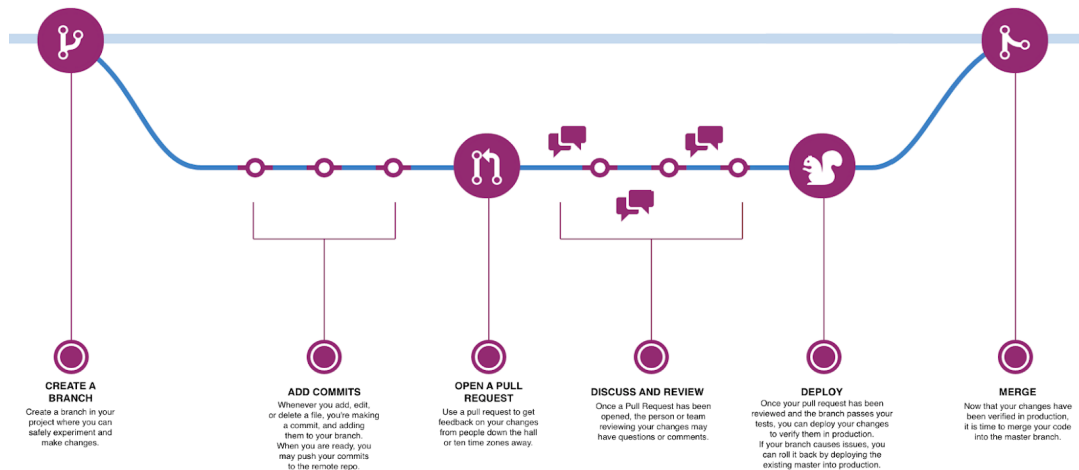 CREATE A
BRANCH
Create a branch in your
project where you can
safely experiment and
make changes.
ADD COMMITS
Whenever you add, edit,
or delete a file, you're making
a commit, and adding
them to your branch.
When you are ready, you
may push your commits
to the remote repo.
OPEN A PULL
REQUEST
Use a pull request to get
feedback on your changes
from people down the hall
or ten time zones away.
DISCUSS AND REVIEW
Once a Pull Request has been
opened, the person or team
reviewing your changes may
have questions or comments.
DEPLOY
Once your pull request has been
reviewed and the branch passes your
tests, you can deploy your changes
to verify them in production.
If your branch causes issues, you
can roll it back by deploying the
existing master into production.
MERGE
Now that your changes have
been verified in production,
it is time to merge your code
into the master branch.